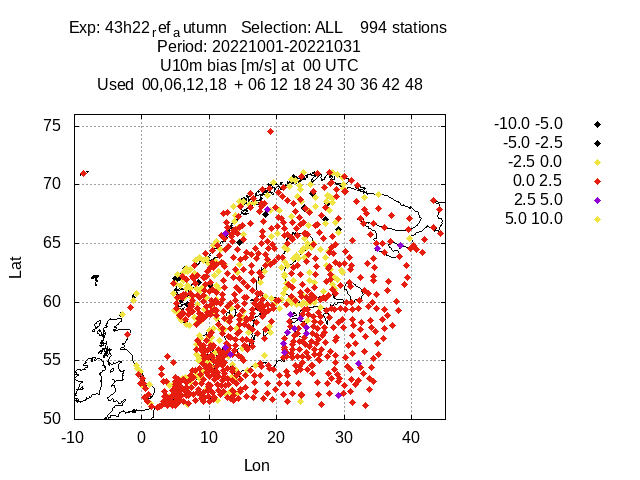 Exp: 43h22refautumn Selection: ALL 994 stations
Period: 20221001-20221031
U10m bias [m/s] at 00 UTC
Used 00,06,12,18 + 06 12 18 24 30 36 42 48
-10.0 -5.0
-5.0 -2.5
-2.5 0.0
0.0 2.5
2.5 5.0
5.0 10.0
75
70
65
60
55
50
Lat
-10 0 10 20 30 40
Lon